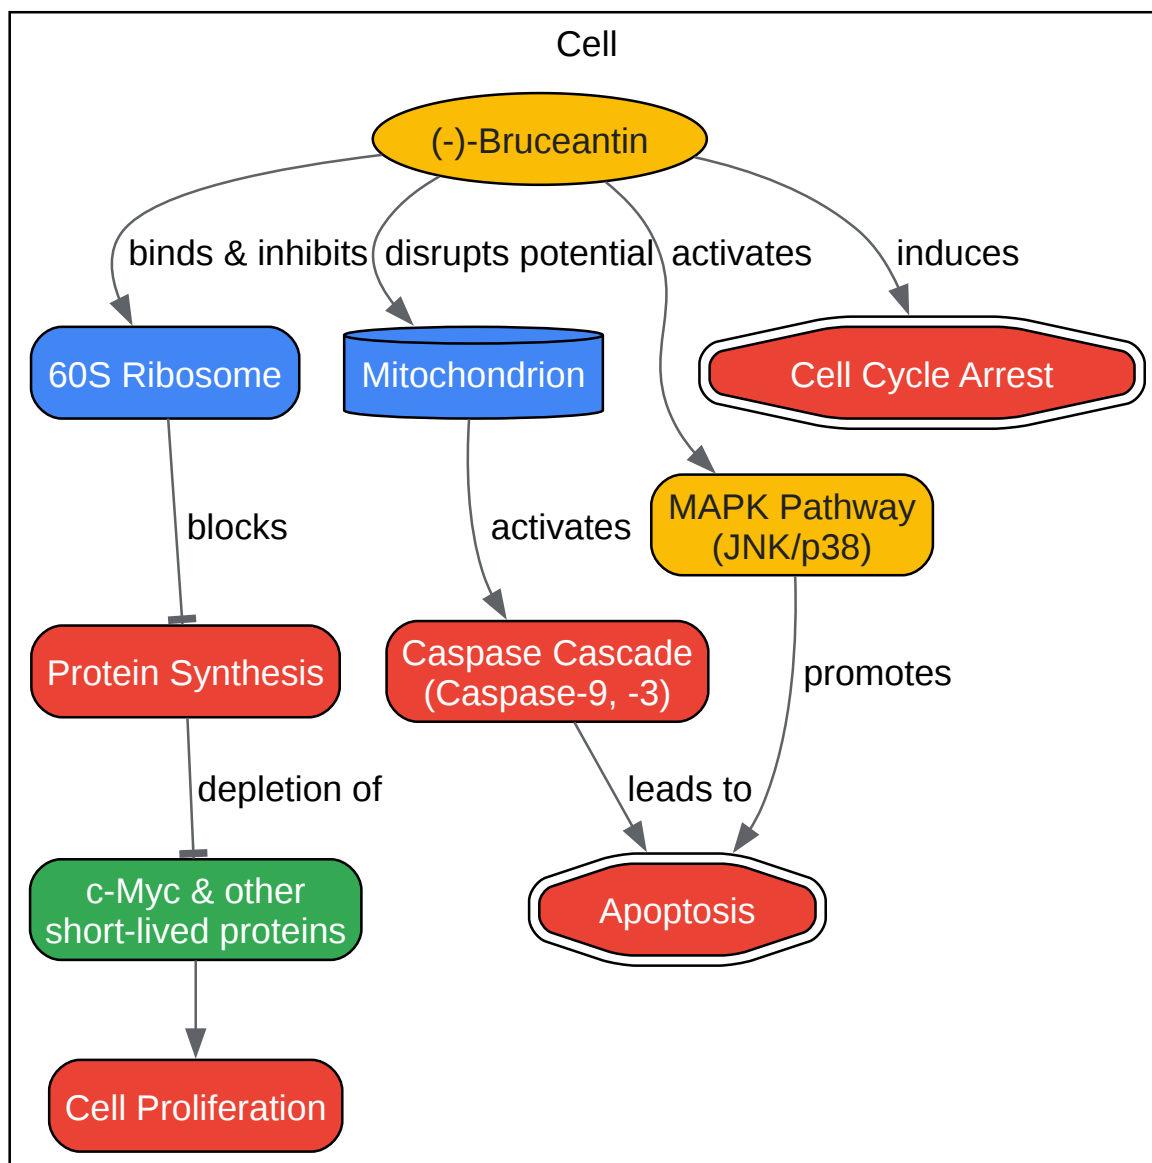 Cell
(-)-Bruceantin
binds & inhibits
disrupts potential
activates
induces
60S Ribosome
Mitochondrion
Cell Cycle Arrest
MAPK Pathway
(JNK/p38)
blocks
activates
Protein Synthesis
Caspase Cascade
(Caspase-9, -3)
promotes
depletion of
leads to
c-Myc & other
short-lived proteins
Apoptosis
Cell Proliferation